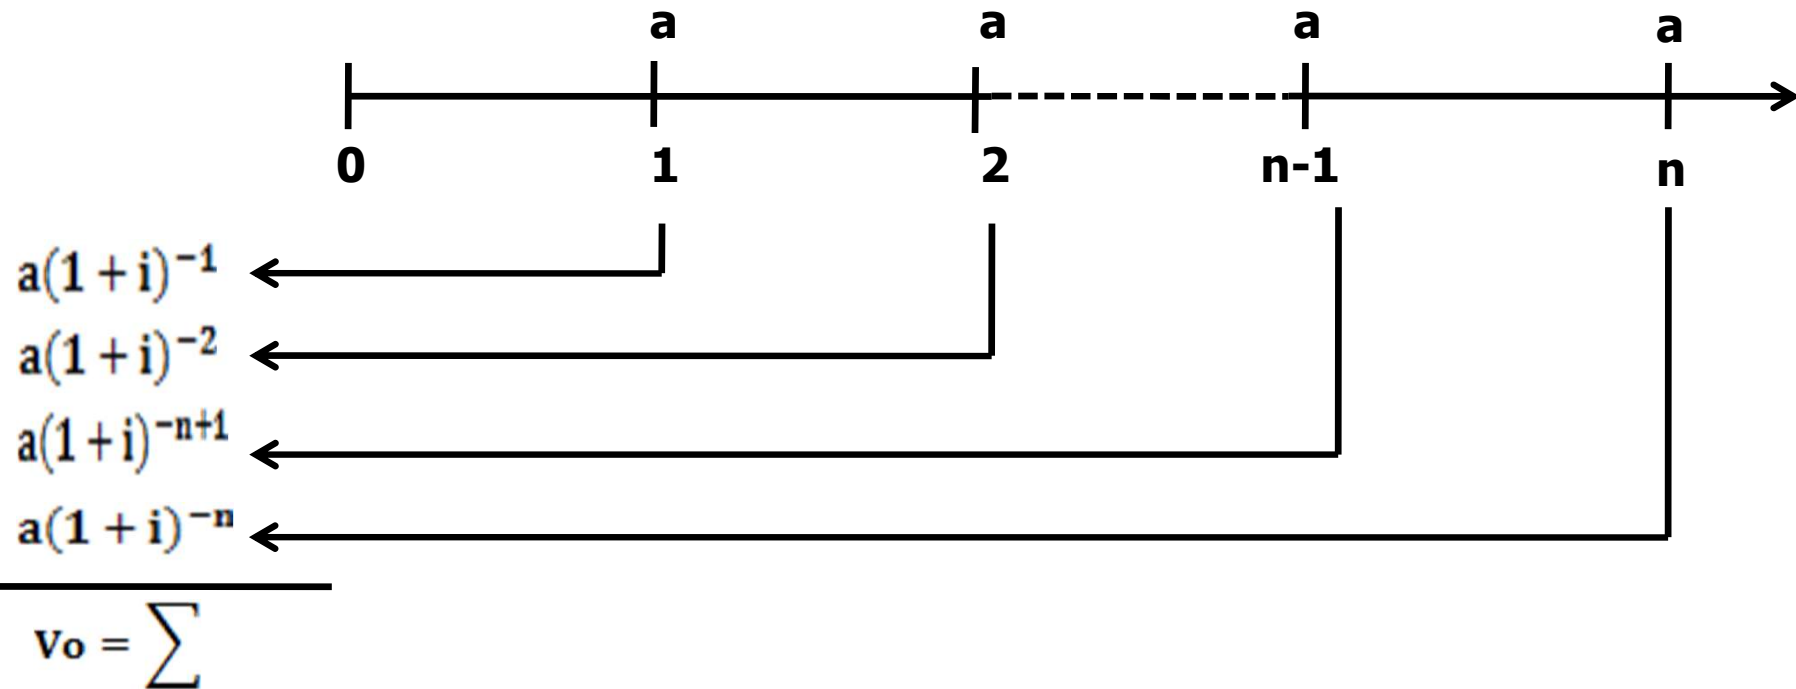 a a a a
0 1 2 n-1 n
a(1 + i)⁻¹
a(1 + i)⁻²
a(1+i)⁻ⁿ⁺¹
a(1 + i)⁻ⁿ
Vo = ∑